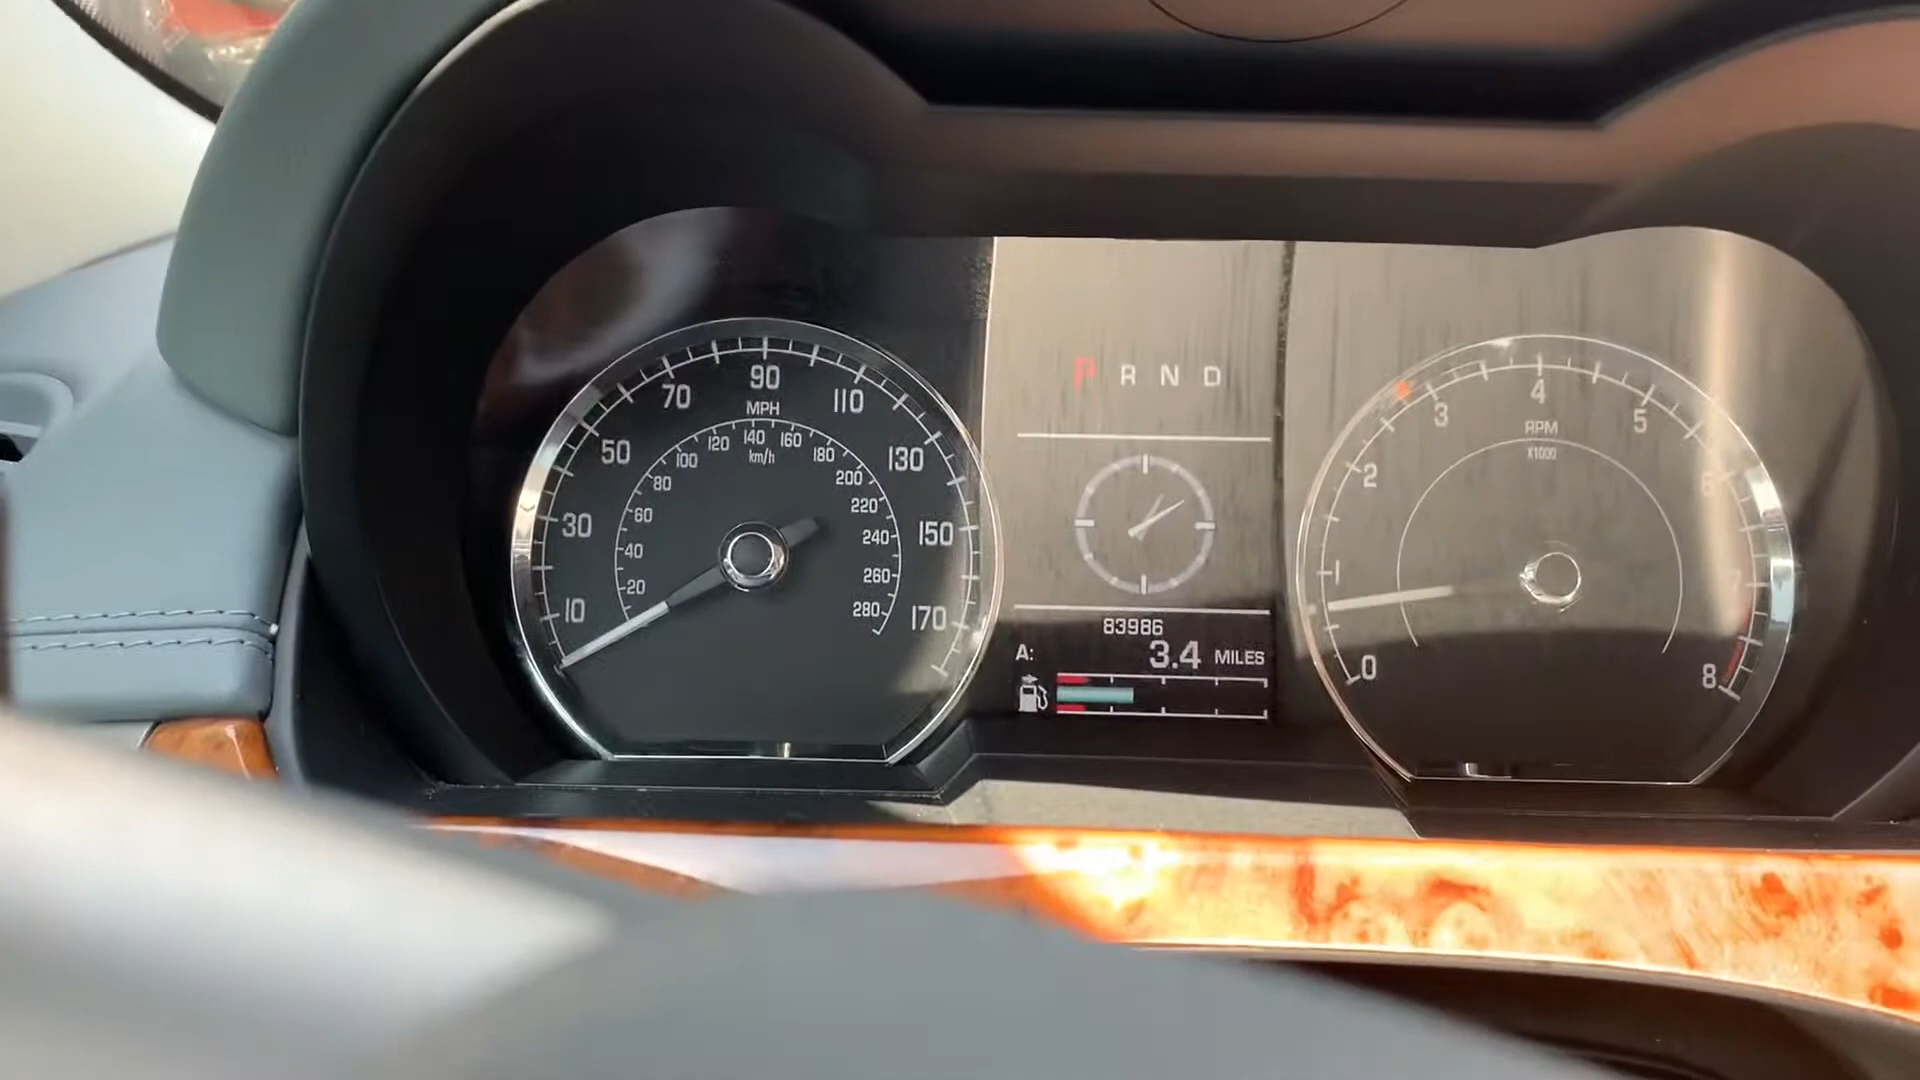 10 30 50 70 90 110 130 150 170
MPH
20 40 60 80 100 120 140 160 180 200 220 240 260 280
km/h
P R N D
83986
A: 3.4 MILES
0 1 2 3 4 5 6 7 8
RPM
X1000